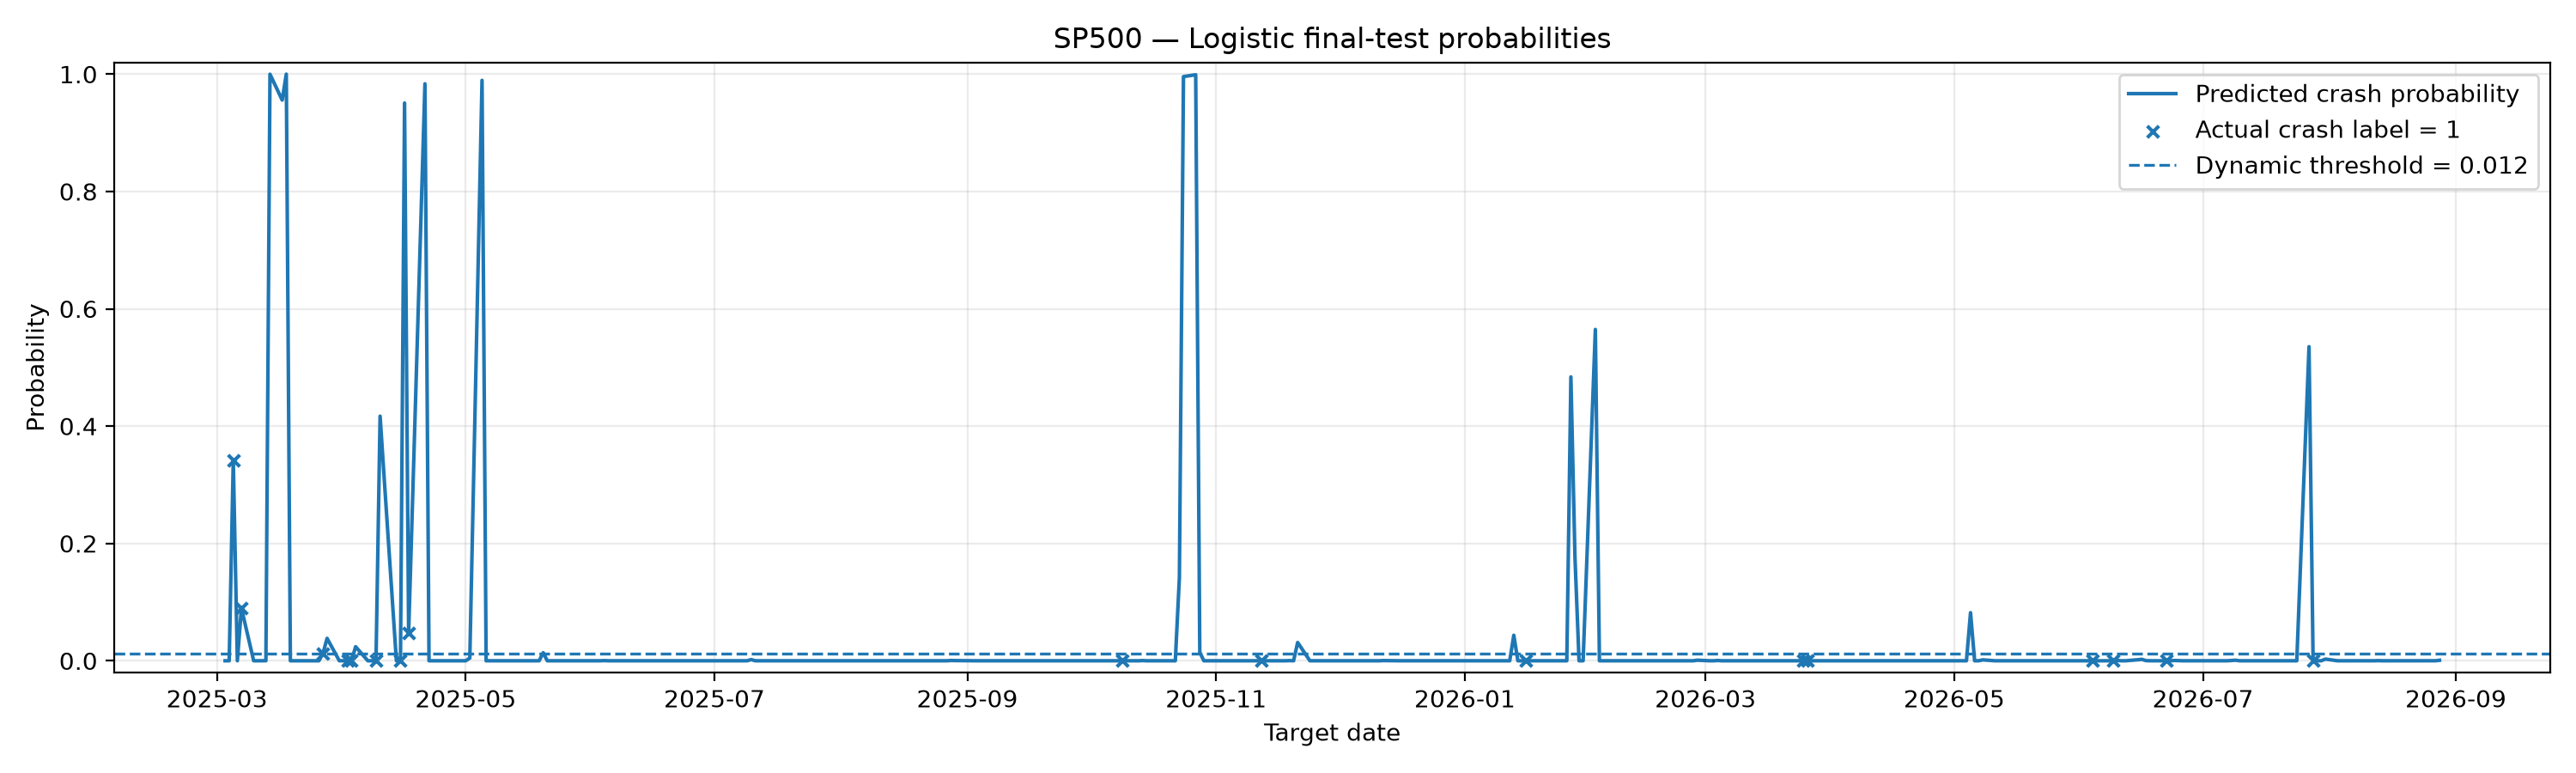 SP500 — Logistic final-test probabilities
1.0
0.8
0.6
0.4
0.2
0.0
Probability
Predicted crash probability
Actual crash label = 1
Dynamic threshold = 0.012
2025-03 2025-05 2025-07 2025-09 2025-11 2026-01 2026-03 2026-05 2026-07 2026-09
Target date